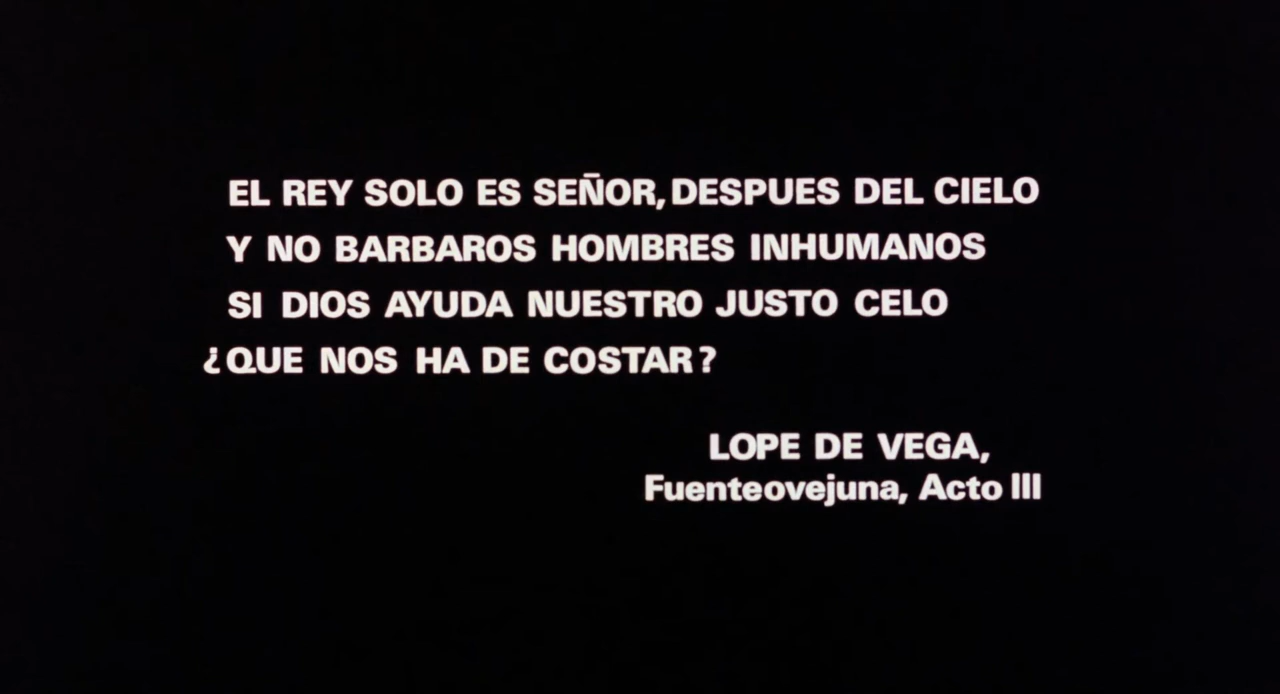 EL REY SOLO ES SEÑOR, DESPUES DEL CIELO
Y NO BARBAROS HOMBRES INHUMANOS
SI DIOS AYUDA NUESTRO JUSTO CELO
¿QUE NOS HA DE COSTAR?
LOPE DE VEGA,
Fuenteovejuna, Acto III